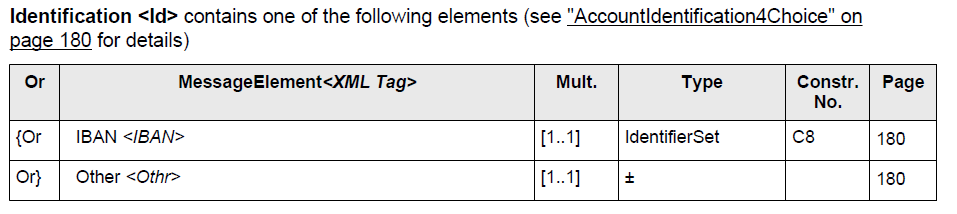 Identification <Id> contains one of the following elements (see "AccountIdentification4Choice" on
page 180 for details)
Or MessageElement<XML Tag> Mult. Type Constr. No. Page
{Or IBAN <IBAN> [1..1] IdentifierSet C8 180
Or} Other <Othr> [1..1] ± 180